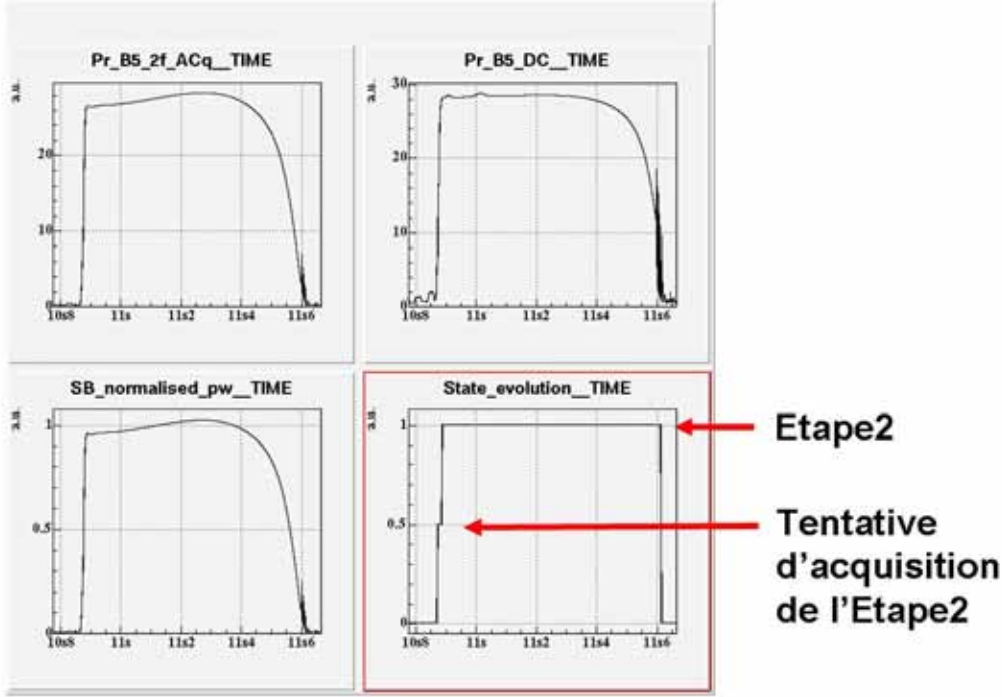 Pr_B5_2f_ACq__TIME
a.u.
20
10
0
10s8 11s 11s2 11s4 11s6
Pr_B5_DC__TIME
a.u.
30
20
10
0
10s8 11s 11s2 11s4 11s6
SB_normalised_pw__TIME
a.u.
1
0.5
0
10s8 11s 11s2 11s4 11s6
State_evolution__TIME
a.u.
1
0.5
0
10s8 11s 11s2 11s4 11s6
Etape2
Tentative
d'acquisition
de l'Etape2